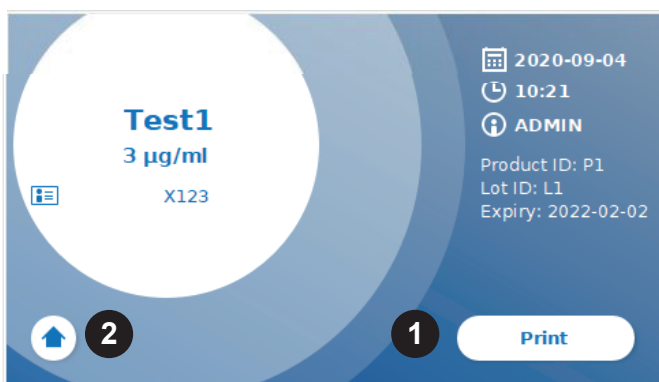 Test1
3 µg/ml
X123
2020-09-04
10:21
ADMIN
Product ID: P1
Lot ID: L1
Expiry: 2022-02-02
2
1
Print